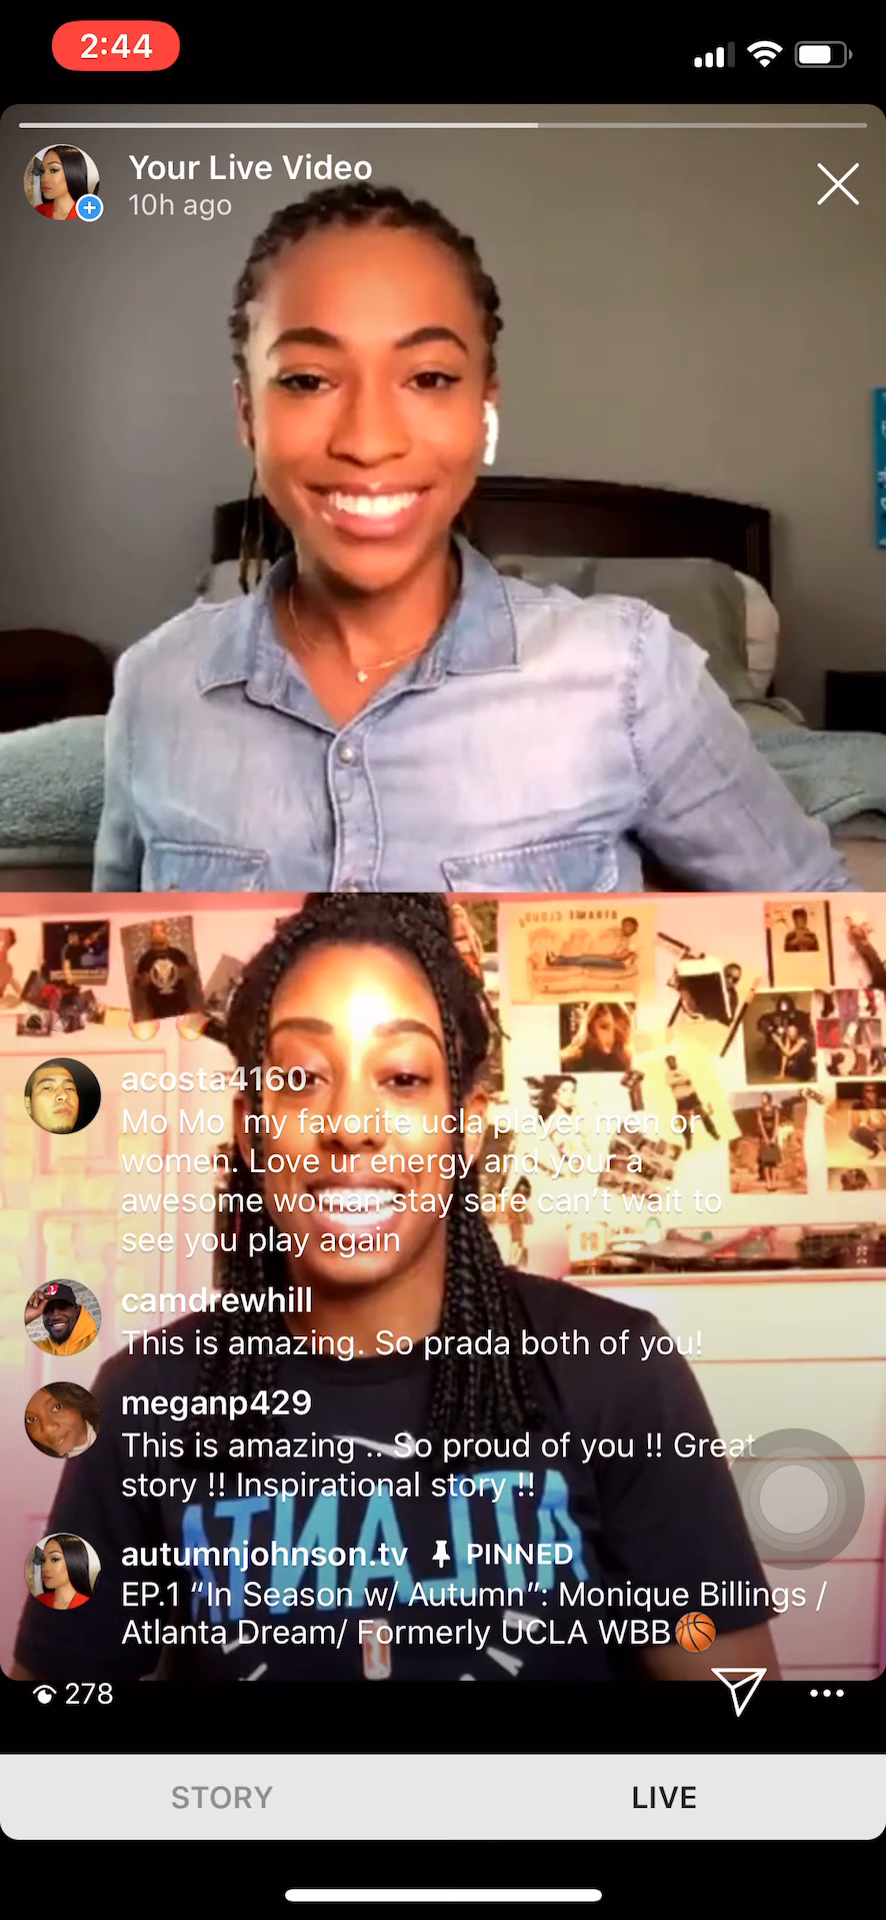 2:44
Your Live Video
10h ago
acosta4160
Mo Mo my favorite ucla player men or
women. Love ur energy and your a
awesome woman stay safe can't wait to
see you play again
camdrewhill
This is amazing. So prada both of you!
meganp429
This is amazing .. So proud of you !! Great
story !! Inspirational story !!
ATLANTA
autumnjohnson.tv PINNED
EP.1 “In Season w/ Autumn”: Monique Billings /
Atlanta Dream/ Formerly UCLA WBB🏀
278
STORY
LIVE